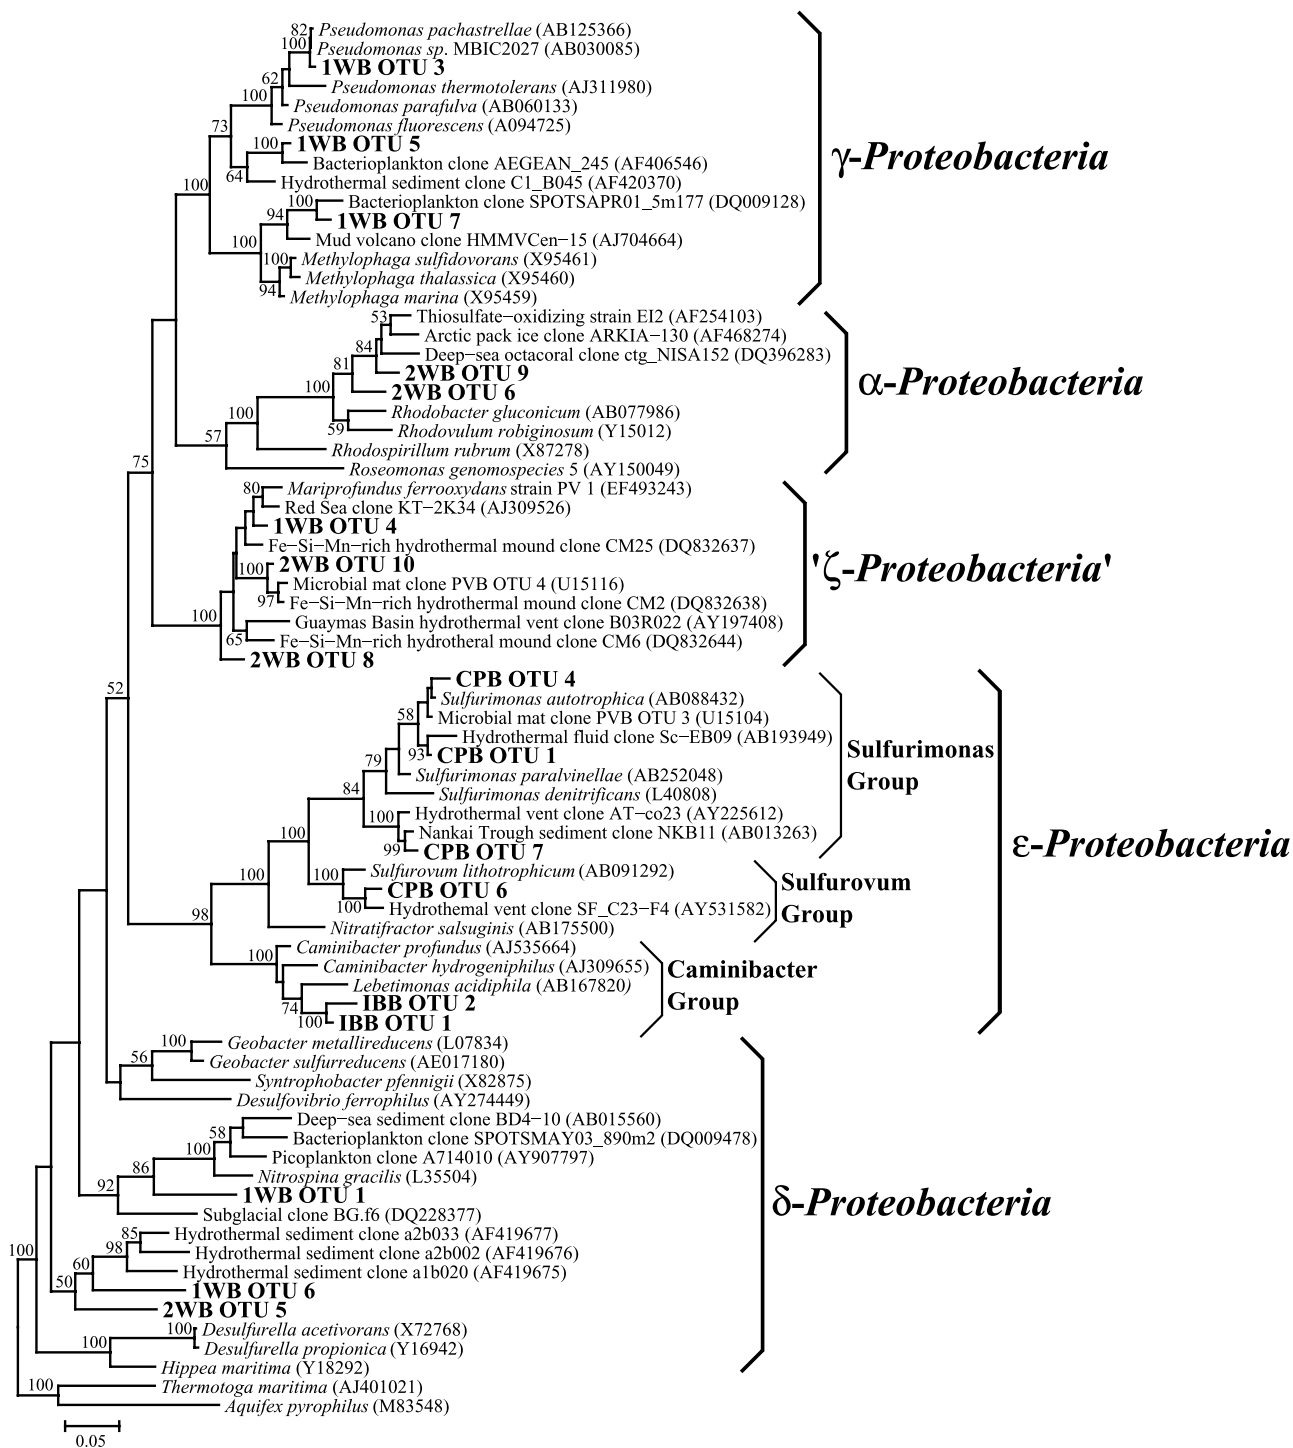 82
Pseudomonas pachastrellae (AB125366)
100
Pseudomonas sp. MBIC2027 (AB030085)
1WB OTU 3
62
Pseudomonas thermotolerans (AJ311980)
100
Pseudomonas parafulva (AB060133)
Pseudomonas fluorescens (A094725)
73
100
1WB OTU 5
Bacterioplankton clone AEGEAN_245 (AF406546)
64
Hydrothermal sediment clone C1_B045 (AF420370)
100
100
Bacterioplankton clone SPOTSAPR01_5m177 (DQ009128)
94
1WB OTU 7
100
Mud volcano clone HMMVCen−15 (AJ704664)
100
Methylophaga sulfidovorans (X95461)
Methylophaga thalassica (X95460)
94
Methylophaga marina (X95459)
γ-Proteobacteria
53
Thiosulfate−oxidizing strain EI2 (AF254103)
Arctic pack ice clone ARKIA−130 (AF468274)
84
Deep−sea octacoral clone ctg_NISA152 (DQ396283)
81
2WB OTU 9
100
2WB OTU 6
Rhodobacter gluconicum (AB077986)
59
Rhodovulum robiginosum (Y15012)
100
57
Rhodospirillum rubrum (X87278)
Roseomonas genomospecies 5 (AY150049)
α-Proteobacteria
75
80
Mariprofundus ferrooxydans strain PV 1 (EF493243)
Red Sea clone KT−2K34 (AJ309526)
1WB OTU 4
Fe−Si−Mn−rich hydrothermal mound clone CM25 (DQ832637)
2WB OTU 10
100
Microbial mat clone PVB OTU 4 (U15116)
97
Fe−Si−Mn−rich hydrothermal mound clone CM2 (DQ832638)
100
Guaymas Basin hydrothermal vent clone B03R022 (AY197408)
65
Fe−Si−Mn−rich hydrotheral mound clone CM6 (DQ832644)
2WB OTU 8
'ζ-Proteobacteria'
52
CPB OTU 4
Sulfurimonas autotrophica (AB088432)
58
Microbial mat clone PVB OTU 3 (U15104)
Hydrothermal fluid clone Sc−EB09 (AB193949)
93
CPB OTU 1
79
Sulfurimonas paralvinellae (AB252048)
84
Sulfurimonas denitrificans (L40808)
100
Hydrothermal vent clone AT−co23 (AY225612)
Nankai Trough sediment clone NKB11 (AB013263)
99
CPB OTU 7
Sulfurimonas
Group
100
Sulfurovum lithotrophicum (AB091292)
100
100
CPB OTU 6
100
Hydrothemal vent clone SF_C23−F4 (AY531582)
Sulfurovum
Group
98
Nitratifractor salsuginis (AB175500)
100
Caminibacter profundus (AJ535664)
Caminibacter hydrogeniphilus (AJ309655)
Lebetimonas acidiphila (AB167820)
74
IBB OTU 2
100
IBB OTU 1
Caminibacter
Group
ε-Proteobacteria
100
Geobacter metallireducens (L07834)
56
Geobacter sulfurreducens (AE017180)
Syntrophobacter pfennigii (X82875)
Desulfovibrio ferrophilus (AY274449)
Deep−sea sediment clone BD4−10 (AB015560)
58
Bacterioplankton clone SPOTSMAY03_890m2 (DQ009478)
100
Picoplankton clone A714010 (AY907797)
86
Nitrospina gracilis (L35504)
92
1WB OTU 1
Subglacial clone BG.f6 (DQ228377)
85
Hydrothermal sediment clone a2b033 (AF419677)
98
Hydrothermal sediment clone a2b002 (AF419676)
60
Hydrothermal sediment clone a1b020 (AF419675)
50
1WB OTU 6
2WB OTU 5
100
100
Desulfurella acetivorans (X72768)
100
Desulfurella propionica (Y16942)
Hippea maritima (Y18292)
δ-Proteobacteria
100
Thermotoga maritima (AJ401021)
Aquifex pyrophilus (M83548)
0.05